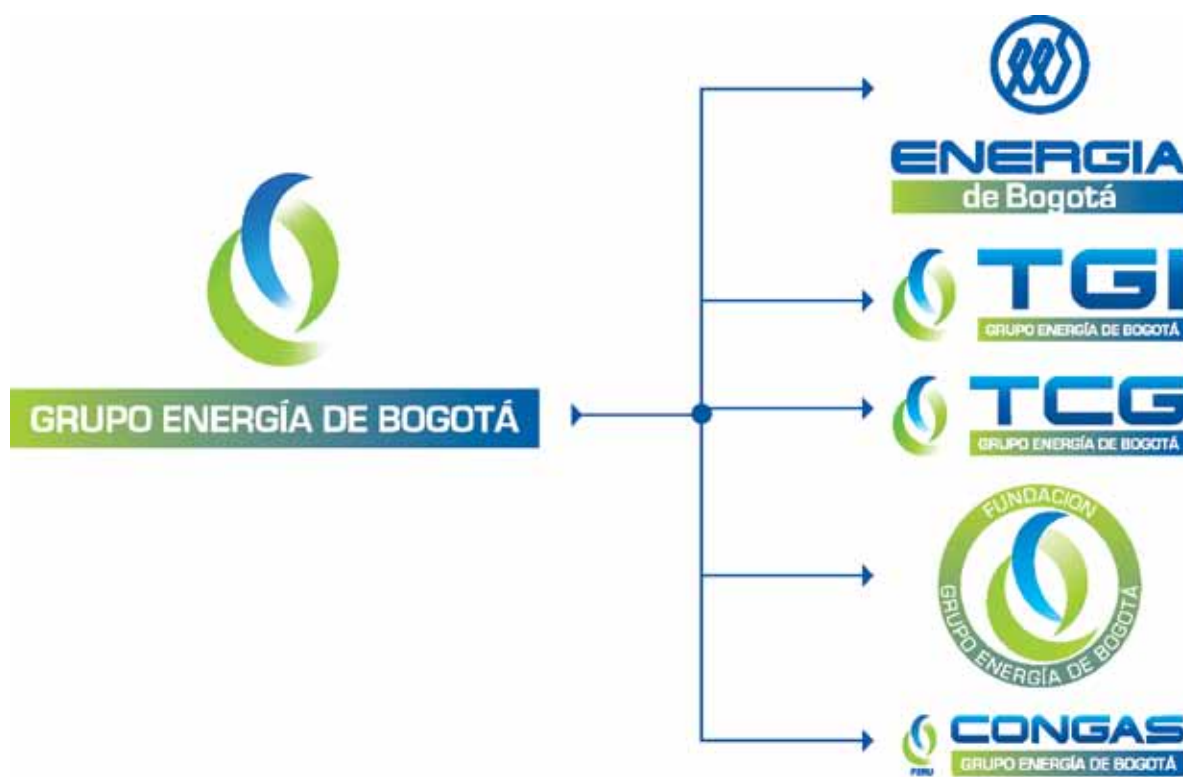 GRUPO ENERGÍA DE BOGOTÁ
ENERGIA
de Bogotá
TGI
GRUPO ENERGÍA DE BOGOTÁ
TCG
GRUPO ENERGÍA DE BOGOTÁ
FUNDACION
GRUPO ENERGÍA DE BOGOTÁ
CONGAS
PERU
GRUPO ENERGÍA DE BOGOTÁ